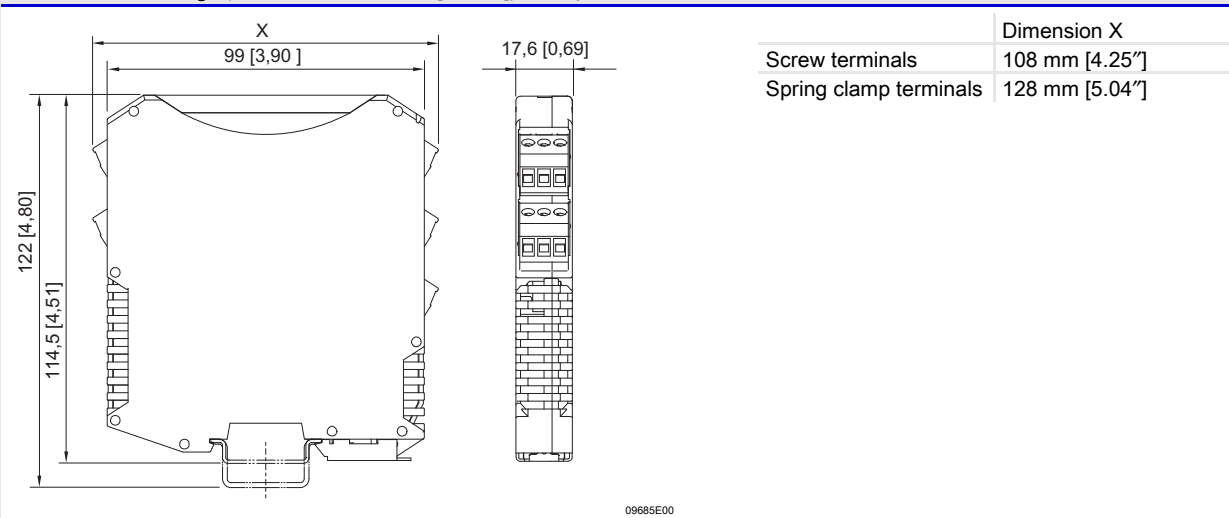 X
99 [3,90 ]
17,6 [0,69]
122 [4,80]
114,5 [4,51]
Dimension X
Screw terminals 108 mm [4.25″]
Spring clamp terminals 128 mm [5.04″]
09685E00